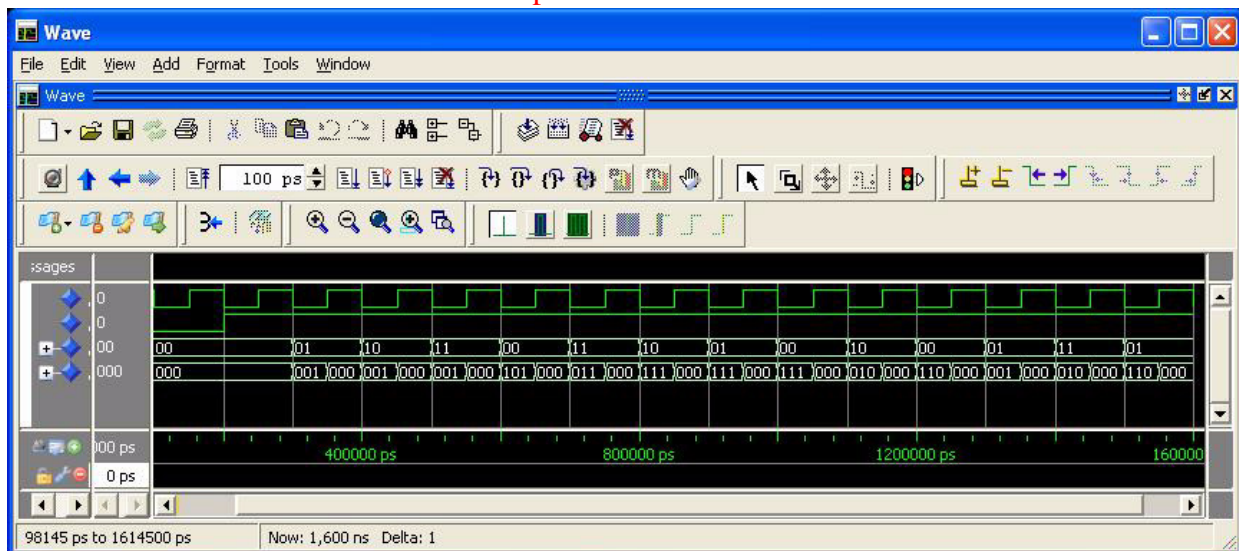 Wave
File Edit View Add Format Tools Window
Wave
100 ps
ssages
0
0
00 00 01 10 11 00 11 10 01 00 10 00 01 11 01
000 000 001 000 001 000 001 000 101 000 011 000 111 000 111 000 111 000 010 000 110 000 001 000 010 000 110 000
000 ps 400000 ps 800000 ps 1200000 ps 160000
0 ps
98145 ps to 1614500 ps Now: 1,600 ns Delta: 1